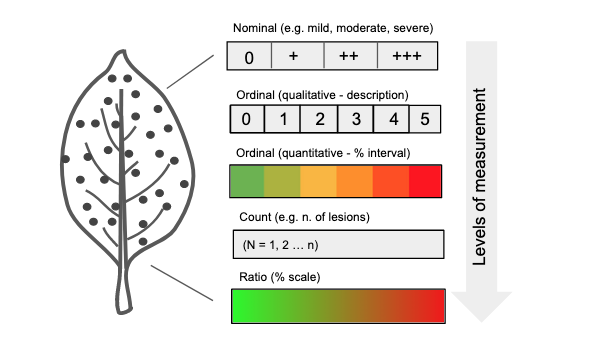 Nominal (e.g. mild, moderate, severe)
0 + ++ +++
Ordinal (qualitative - description)
0 1 2 3 4 5
Ordinal (quantitative - % interval)
Count (e.g. n. of lesions)
(N = 1, 2 ... n)
Ratio (% scale)
Levels of measurement